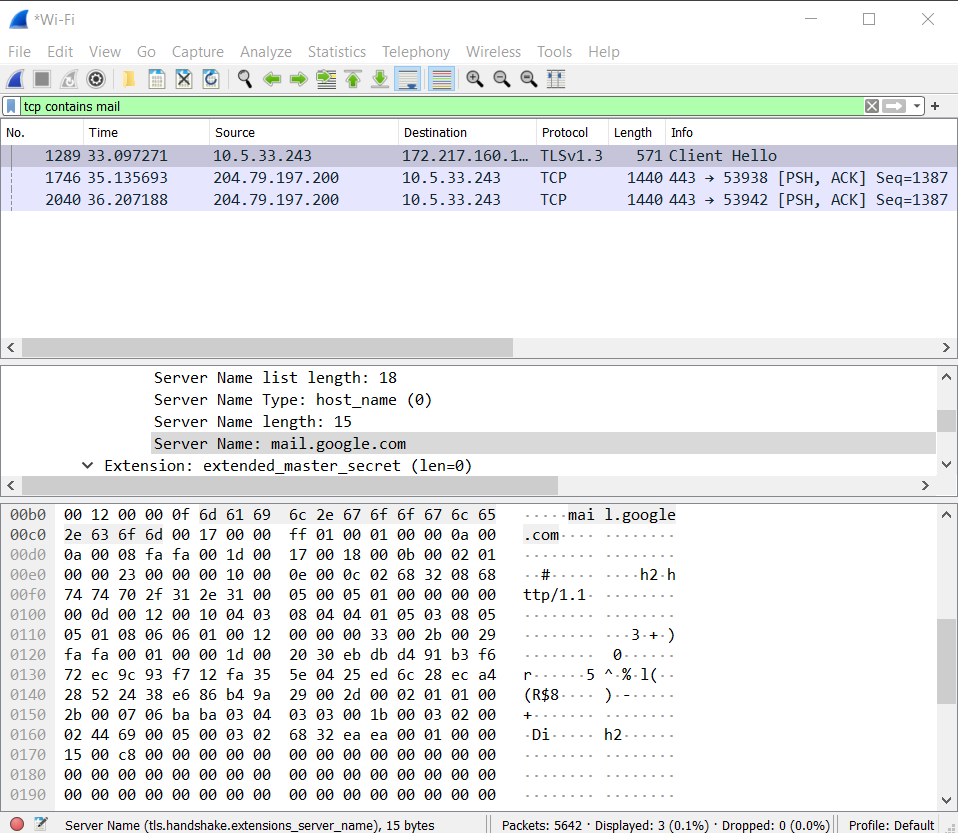 *Wi-Fi
File Edit View Go Capture Analyze Statistics Telephony Wireless Tools Help
tcp contains mail
No. Time Source Destination Protocol Length Info
1289 33.097271 10.5.33.243 172.217.160.1… TLSv1.3 571 Client Hello
1746 35.135693 204.79.197.200 10.5.33.243 TCP 1440 443 → 53938 [PSH, ACK] Seq=1387
2040 36.207188 204.79.197.200 10.5.33.243 TCP 1440 443 → 53942 [PSH, ACK] Seq=1387
Server Name list length: 18
Server Name Type: host_name (0)
Server Name length: 15
Server Name: mail.google.com
Extension: extended_master_secret (len=0)
00b0 00 12 00 00 0f 6d 61 69 6c 2e 67 6f 6f 67 6c 65 ·····mai l.google
00c0 2e 63 6f 6d 00 17 00 00 ff 01 00 01 00 00 0a 00 .com···· ········
00d0 0a 00 08 fa fa 00 1d 00 17 00 18 00 0b 00 02 01 ········ ········
00e0 00 00 23 00 00 00 10 00 0e 00 0c 02 68 32 08 68 ··#····· ····h2·h
00f0 74 74 70 2f 31 2e 31 00 05 00 05 01 00 00 00 00 ttp/1.1· ········
0100 00 0d 00 12 00 10 04 03 08 04 04 01 05 03 08 05 ········ ········
0110 05 01 08 06 06 01 00 12 00 00 00 33 00 2b 00 29 ········ ···3·+·)
0120 fa fa 00 01 00 00 1d 00 20 30 eb db d4 91 b3 f6 ········ 0······
0130 72 ec 9c 93 f7 12 fa 35 5e 04 25 ed 6c 28 ec a4 r······5 ^·%·l(··
0140 28 52 24 38 e6 86 b4 9a 29 00 2d 00 02 01 01 00 (R$8···· )·-·····
0150 2b 00 07 06 ba ba 03 04 03 03 00 1b 00 03 02 00 +······· ········
0160 02 44 69 00 05 00 03 02 68 32 ea ea 00 01 00 00 ·Di····· h2······
0170 15 00 c8 00 00 00 00 00 00 00 00 00 00 00 00 00 ········ ········
0180 00 00 00 00 00 00 00 00 00 00 00 00 00 00 00 00 ········ ········
0190 00 00 00 00 00 00 00 00 00 00 00 00 00 00 00 00 ········ ········
Server Name (tls.handshake.extensions_server_name), 15 bytes Packets: 5642 · Displayed: 3 (0.1%) · Dropped: 0 (0.0%) Profile: Default